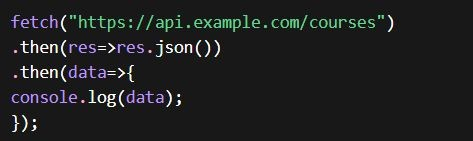 fetch("https://api.example.com/courses")
.then(res=>res.json())
.then(data=>{
console.log(data);
});